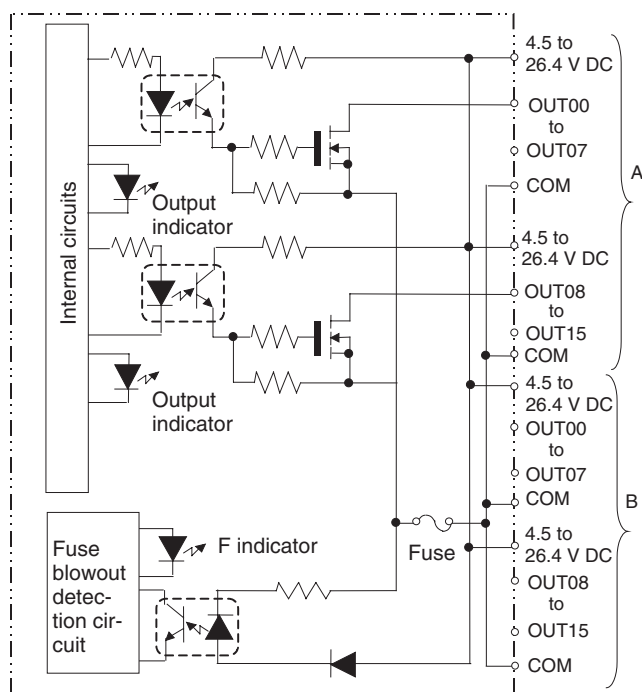 Internal circuits
Output
indicator
Output
indicator
Fuse
blowout
detec-
tion cir-
cuit
F indicator
Fuse
4.5 to
26.4 V DC
OUT00
to
OUT07
COM
4.5 to
26.4 V DC
OUT08
to
OUT15
COM
A
4.5 to
26.4 V DC
OUT00
to
OUT07
COM
4.5 to
26.4 V DC
OUT08
to
OUT15
COM
B